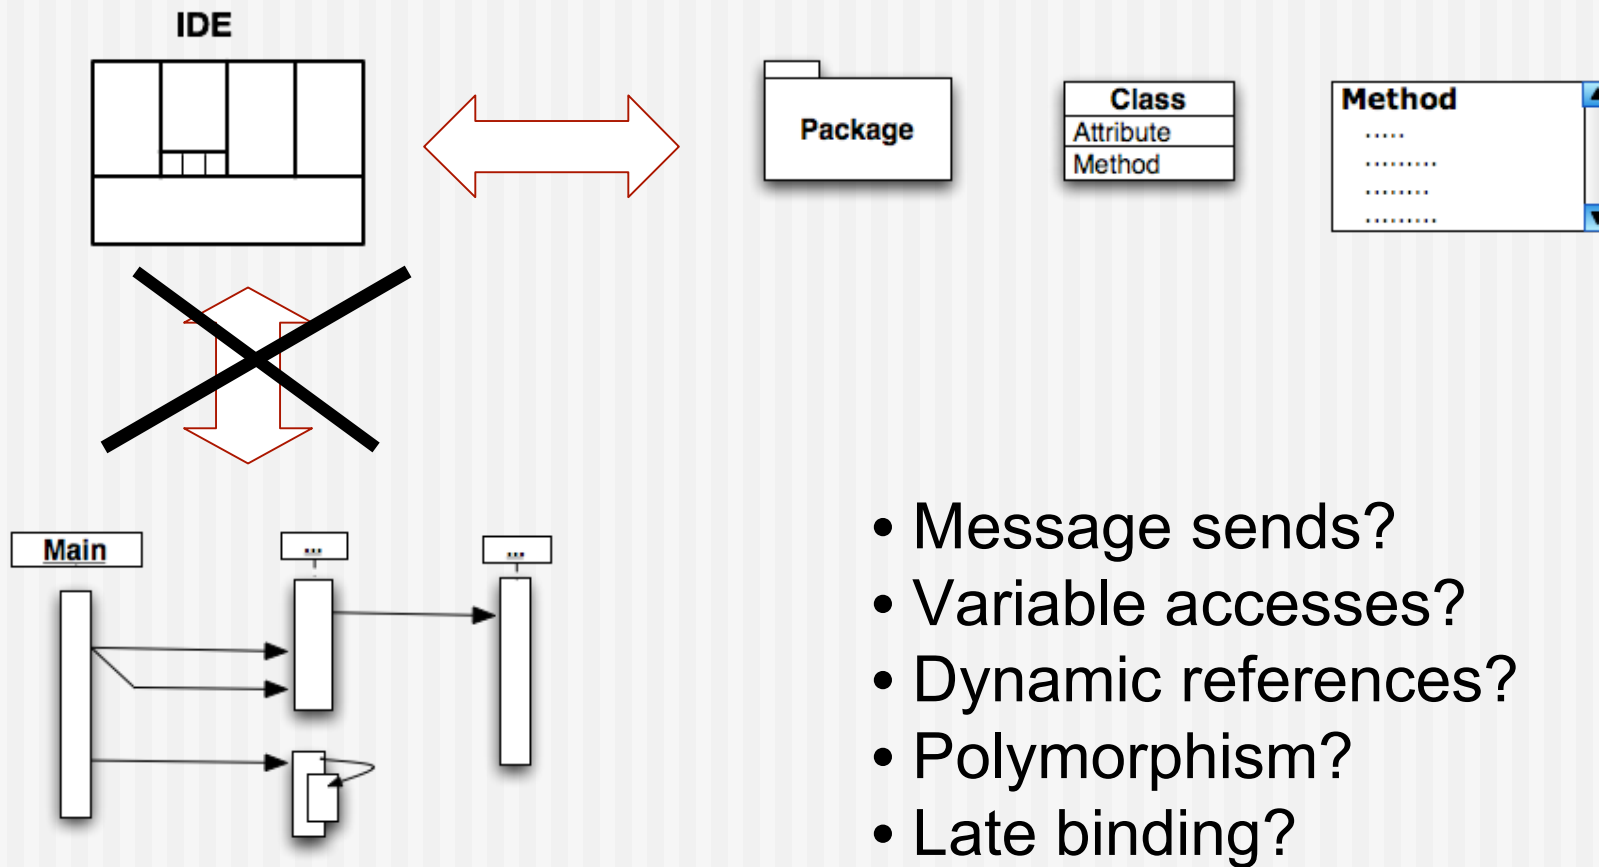 IDE
Package
Class
Attribute
Method
Method
.....
.........
........
.........
Main
...
...
• Message sends?
• Variable accesses?
• Dynamic references?
• Polymorphism?
• Late binding?